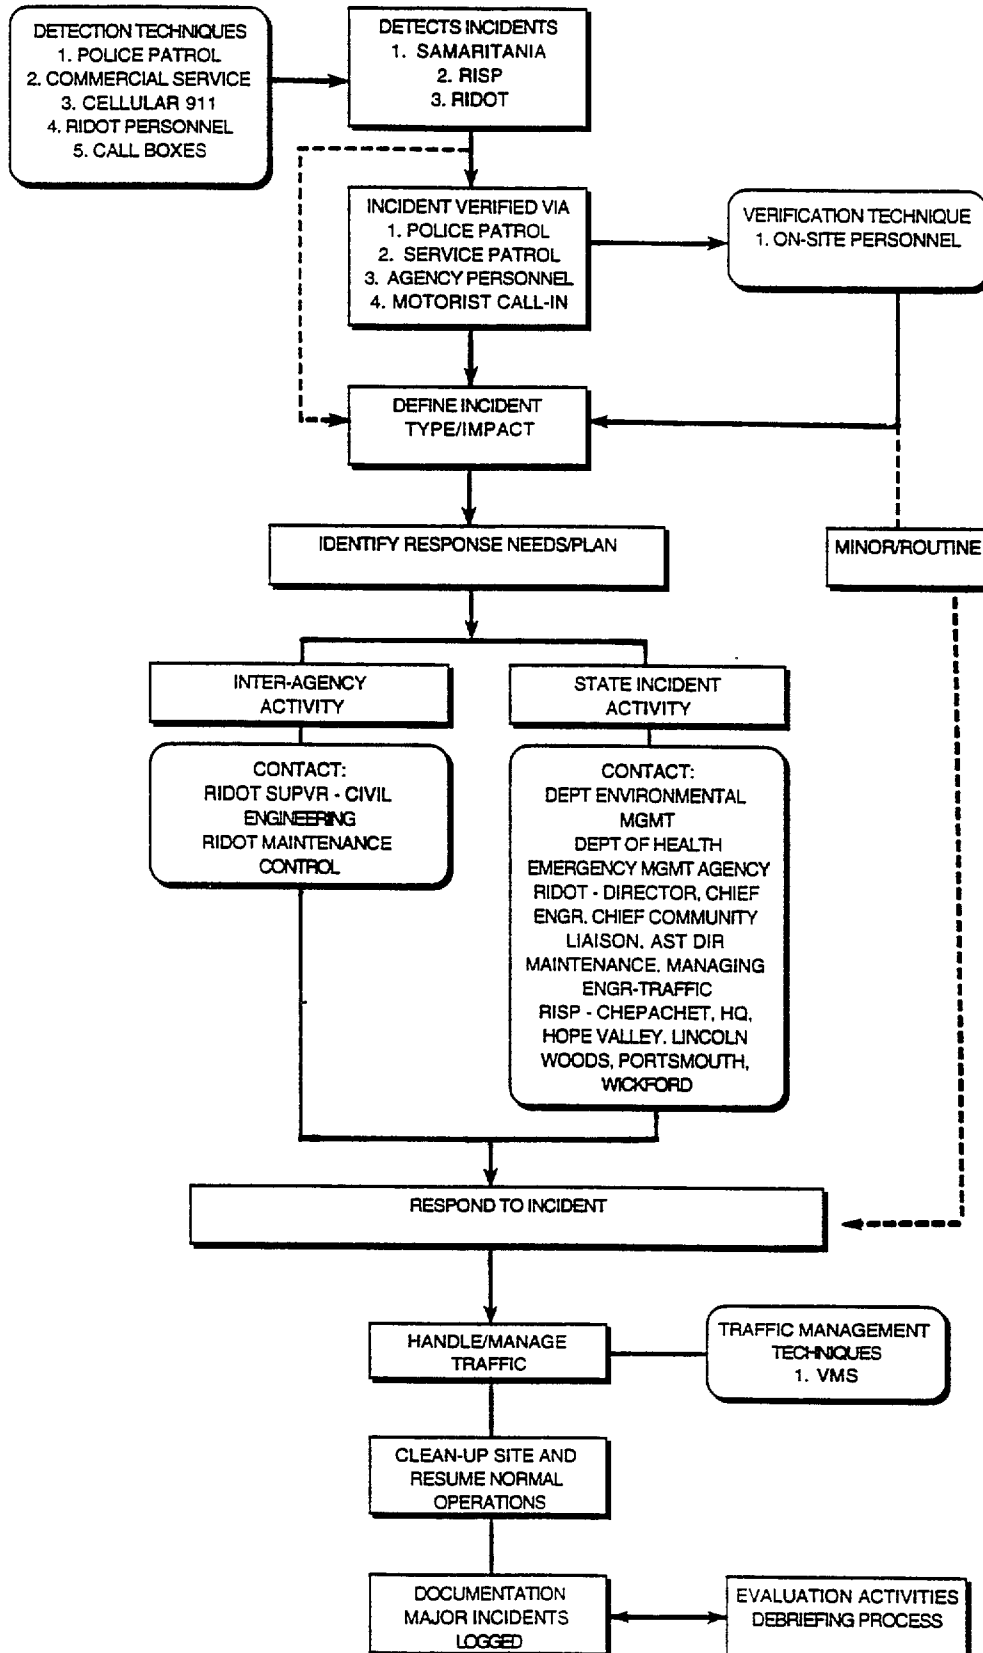 DETECTION TECHNIQUES
1. POLICE PATROL
2. COMMERCIAL SERVICE
3. CELLULAR 911
4. RIDOT PERSONNEL
5. CALL BOXES
DETECTS INCIDENTS
1. SAMARITANIA
2. RISP
3. RIDOT
INCIDENT VERIFIED VIA
1. POLICE PATROL
2. SERVICE PATROL
3. AGENCY PERSONNEL
4. MOTORIST CALL-IN
VERIFICATION TECHNIQUE
1. ON-SITE PERSONNEL
DEFINE INCIDENT
TYPE/IMPACT
IDENTIFY RESPONSE NEEDS/PLAN
MINOR/ROUTINE
INTER-AGENCY
ACTIVITY
STATE INCIDENT
ACTIVITY
CONTACT:
RIDOT SUPVR - CIVIL
ENGINEERING
RIDOT MAINTENANCE
CONTROL
CONTACT:
DEPT ENVIRONMENTAL
MGMT
DEPT OF HEALTH
EMERGENCY MGMT AGENCY
RIDOT - DIRECTOR, CHIEF
ENGR. CHIEF COMMUNITY
LIAISON. AST DIR
MAINTENANCE. MANAGING
ENGR-TRAFFIC
RISP - CHEPACHET, HQ,
HOPE VALLEY. LINCOLN
WOODS, PORTSMOUTH,
WICKFORD
RESPOND TO INCIDENT
HANDLE/MANAGE
TRAFFIC
TRAFFIC MANAGEMENT
TECHNIQUES
1. VMS
CLEAN-UP SITE AND
RESUME NORMAL
OPERATIONS
DOCUMENTATION
MAJOR INCIDENTS
LOGGED
EVALUATION ACTIVITIES
DEBRIEFING PROCESS